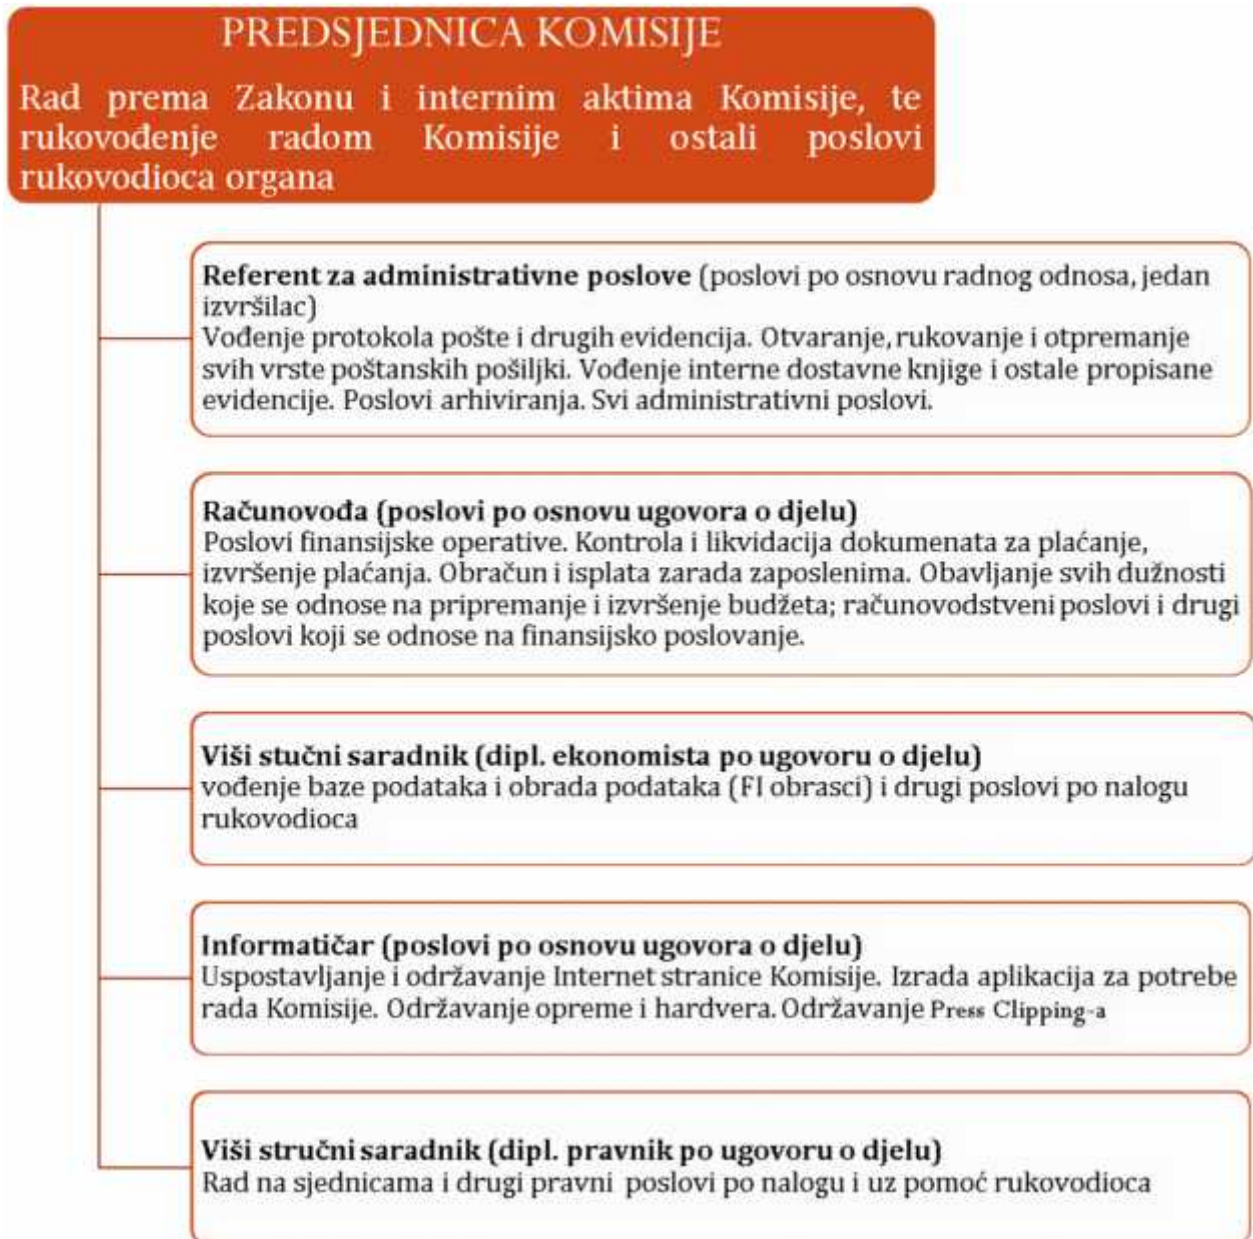 PREDSJEDNICA KOMISIJE
Rad prema Zakonu i internim aktima Komisije, te
rukovođenje radom Komisije i ostali poslovi
rukovodioca organa
Referent za administrativne poslove (poslovi po osnovu radnog odnosa, jedan
izvršilac)
Vođenje protokola pošte i drugih evidencija. Otvaranje, rukovanje i otpremanje
svih vrste poštanskih pošiljki. Vođenje interne dostavne knjige i ostale propisane
evidencije. Poslovi arhiviranja. Svi administrativni poslovi.
Računovođa (poslovi po osnovu ugovora o djelu)
Poslovi finansijske operative. Kontrola i likvidacija dokumenata za plaćanje,
izvršenje plaćanja. Obračun i isplata zarada zaposlenima. Obavljanje svih dužnosti
koje se odnose na pripremanje i izvršenje budžeta; računovodstveni poslovi i drugi
poslovi koji se odnose na finansijsko poslovanje.
Viši stučni saradnik (dipl. ekonomista po ugovoru o djelu)
vođenje baze podataka i obrada podataka (FI obrasci) i drugi poslovi po nalogu
rukovodioca
Informatičar (poslovi po osnovu ugovora o djelu)
Uspostavljanje i održavanje Internet stranice Komisije. Izrada aplikacija za potrebe
rada Komisije. Održavanje opreme i hardvera. Održavanje Press Clipping-a
Viši stručni saradnik (dipl. pravnik po ugovoru o djelu)
Rad na sjednicama i drugi pravni poslovi po nalogu i uz pomoć rukovodioca